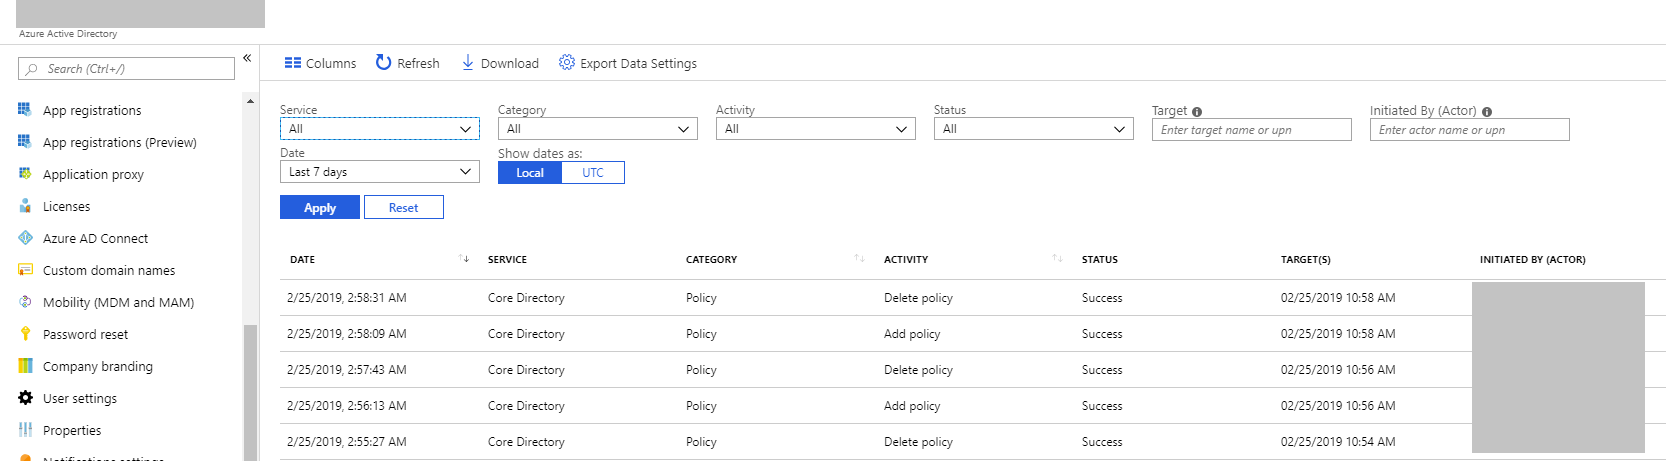 Azure Active Directory
Search (Ctrl+/)
«
App registrations
App registrations (Preview)
Application proxy
Licenses
Azure AD Connect
Custom domain names
Mobility (MDM and MAM)
Password reset
Company branding
User settings
Properties
Notifications settings
Columns Refresh Download Export Data Settings
Service Category Activity Status Target Initiated By (Actor)
All All All All Enter target name or upn Enter actor name or upn
Date Show dates as:
Last 7 days Local UTC
Apply Reset
DATE SERVICE CATEGORY ACTIVITY STATUS TARGET(S) INITIATED BY (ACTOR)
2/25/2019, 2:58:31 AM Core Directory Policy Delete policy Success 02/25/2019 10:58 AM
2/25/2019, 2:58:09 AM Core Directory Policy Add policy Success 02/25/2019 10:58 AM
2/25/2019, 2:57:43 AM Core Directory Policy Delete policy Success 02/25/2019 10:56 AM
2/25/2019, 2:56:13 AM Core Directory Policy Add policy Success 02/25/2019 10:56 AM
2/25/2019, 2:55:27 AM Core Directory Policy Delete policy Success 02/25/2019 10:54 AM